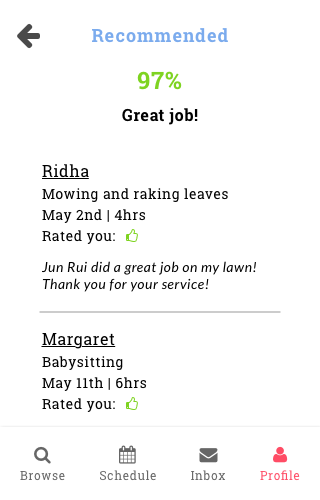 Recommended
97%
Great job!
Ridha
Mowing and raking leaves
May 2nd | 4hrs
Rated you:
Jun Rui did a great job on my lawn!
Thank you for your service!
Margaret
Babysitting
May 11th | 6hrs
Rated you:
Browse Schedule Inbox Profile